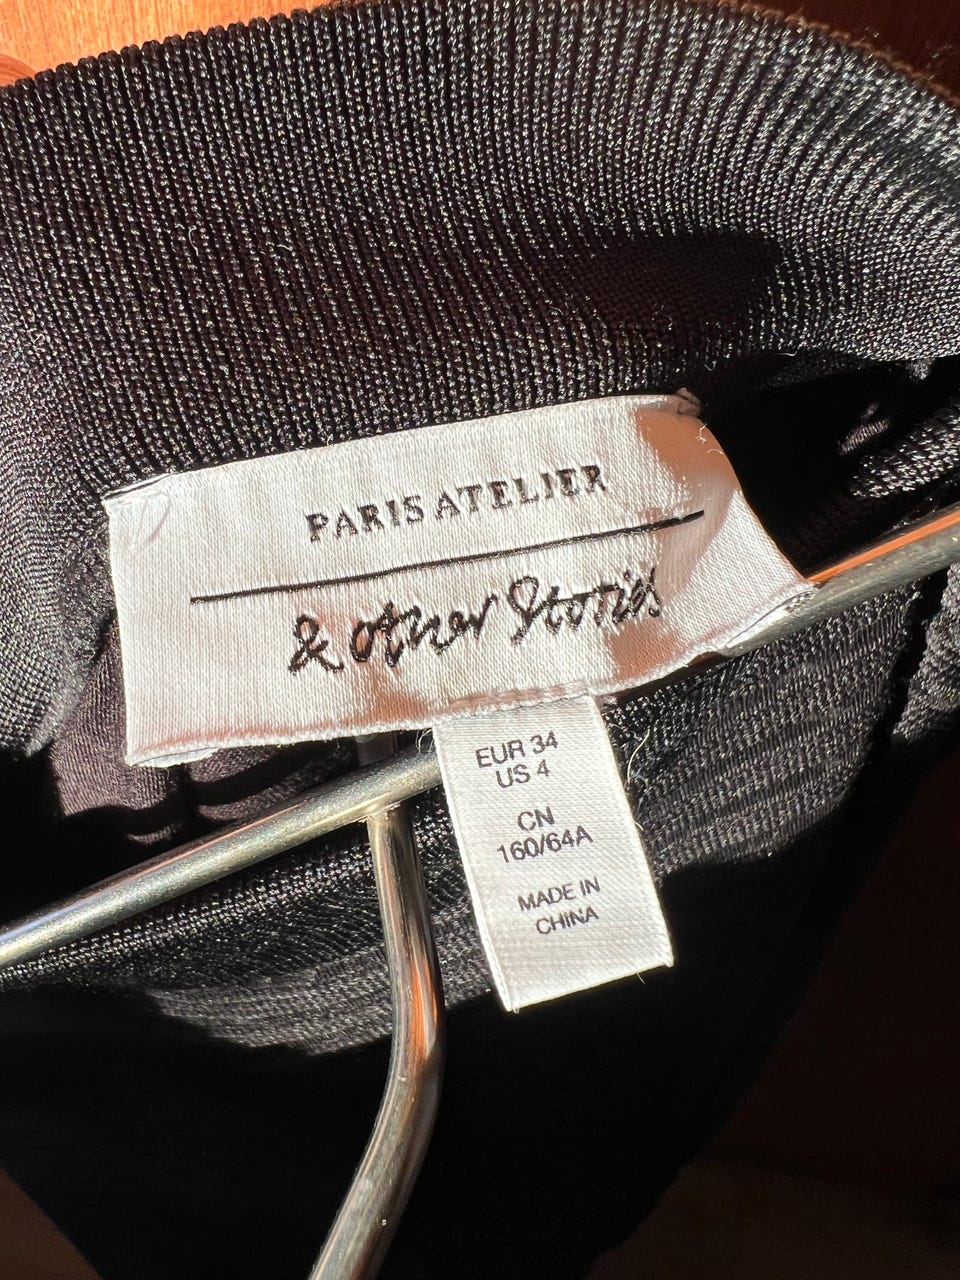 PARIS ATELIER
& other Stories
EUR 34
US 4
CN
160/64A
MADE IN
CHINA